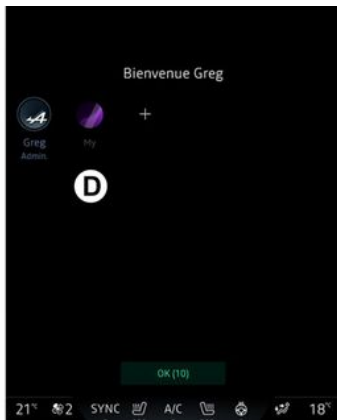 Bienvenue Greg
Greg
My
Admin.
D
OK (10)
21°C 2 SYNC A/C 18°C